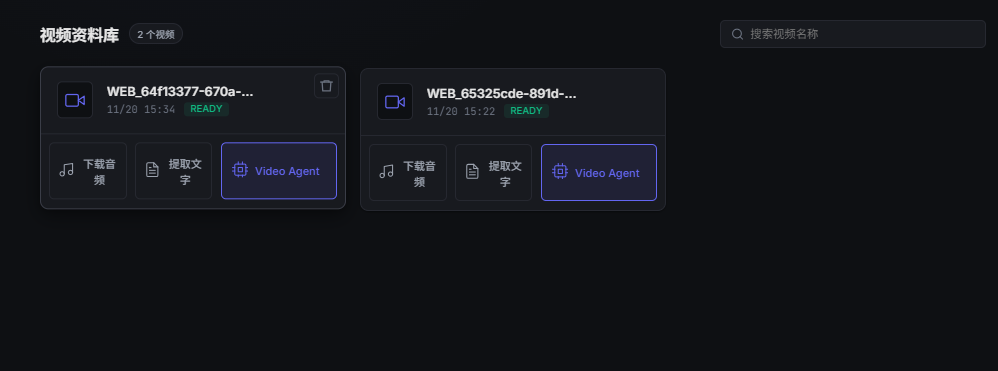 视频资料库
2 个视频
搜索视频名称
WEB_64f13377-670a-...
11/20 15:34 READY
下载音
频
提取文
字
Video Agent
WEB_65325cde-891d-...
11/20 15:22 READY
下载音
频
提取文
字
Video Agent